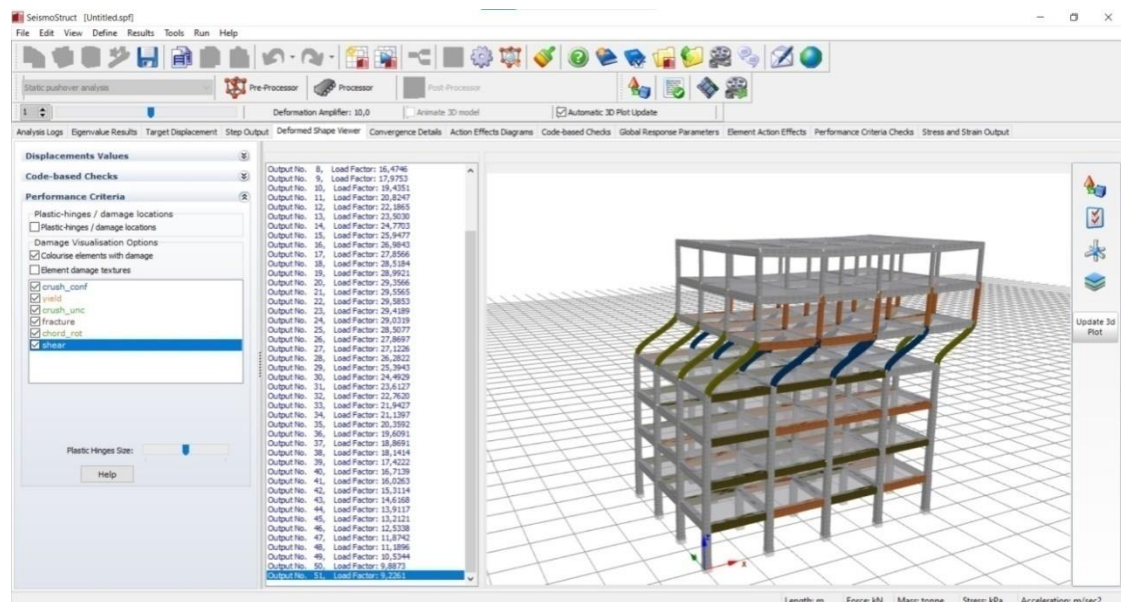 SeismoStruct [Untitled.spf]
File Edit View Define Results Tools Run Help
Static pushover analysis
Pre-Processor
Processor
Post-Processor
1
Deformation Amplifier: 10,0
Animate 3D model
Automatic 3D Plot Update
Analysis Logs Eigenvalue Results Target Displacement Step Output Deformed Shape Viewer Convergence Details Action Effects Diagrams Code-based Checks Global Response Parameters Element Action Effects Performance Criteria Checks Stress and Strain Output
Displacements Values
Code-based Checks
Performance Criteria
Plastic-hinges / damage locations
Plastic-hinges / damage locations
Damage Visualisation Options
Colourise elements with damage
Element damage textures
crush_conf
yield
crush_unc
fracture
chord_rot
shear
Plastic Hinges Size:
Help
Output No. 8, Load Factor: 16,4746
Output No. 9, Load Factor: 17,9753
Output No. 10, Load Factor: 19,4351
Output No. 11, Load Factor: 20,8247
Output No. 12, Load Factor: 22,1865
Output No. 13, Load Factor: 23,5030
Output No. 14, Load Factor: 24,7703
Output No. 15, Load Factor: 25,9477
Output No. 16, Load Factor: 26,9843
Output No. 17, Load Factor: 27,8566
Output No. 18, Load Factor: 28,5184
Output No. 19, Load Factor: 28,9921
Output No. 20, Load Factor: 29,3566
Output No. 21, Load Factor: 29,5565
Output No. 22, Load Factor: 29,5853
Output No. 23, Load Factor: 29,4189
Output No. 24, Load Factor: 29,0319
Output No. 25, Load Factor: 28,5077
Output No. 26, Load Factor: 27,8697
Output No. 27, Load Factor: 27,1226
Output No. 28, Load Factor: 26,2822
Output No. 29, Load Factor: 25,3943
Output No. 30, Load Factor: 24,4929
Output No. 31, Load Factor: 23,6127
Output No. 32, Load Factor: 22,7620
Output No. 33, Load Factor: 21,9427
Output No. 34, Load Factor: 21,1397
Output No. 35, Load Factor: 20,3592
Output No. 36, Load Factor: 19,6091
Output No. 37, Load Factor: 18,8691
Output No. 38, Load Factor: 18,1414
Output No. 39, Load Factor: 17,4222
Output No. 40, Load Factor: 16,7139
Output No. 41, Load Factor: 16,0263
Output No. 42, Load Factor: 15,3114
Output No. 43, Load Factor: 14,6168
Output No. 44, Load Factor: 13,9117
Output No. 45, Load Factor: 13,2121
Output No. 46, Load Factor: 12,5338
Output No. 47, Load Factor: 11,8742
Output No. 48, Load Factor: 11,1896
Output No. 49, Load Factor: 10,5344
Output No. 50, Load Factor: 9,8873
Output No. 51, Load Factor: 9,2261
x
Update 3d
Plot
Length: m Force: kN Mass: tonne Stress: kPa Acceleration: m/sec2